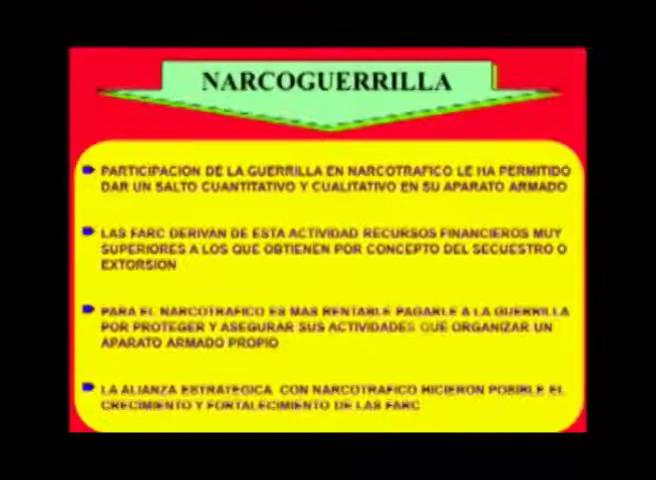 NARCOGUERRILLA
PARTICIPACION DE LA GUERRILLA EN NARCOTRAFICO LE HA PERMITIDO
DAR UN SALTO CUANTITATIVO Y CUALITATIVO EN SU APARATO ARMADO
LAS FARC DERIVAN DE ESTA ACTIVIDAD RECURSOS FINANCIEROS MUY
SUPERIORES A LOS QUE OBTIENEN POR CONCEPTO DEL SECUESTRO O
EXTORSION
PARA EL NARCOTRAFICO ES MAS RENTABLE PAGARLE A LA GUERRILLA
POR PROTEGER Y ASEGURAR SUS ACTIVIDADES QUE ORGANIZAR UN
APARATO ARMADO PROPIO
LA ALIANZA ESTRATEGICA CON NARCOTRAFICO HICIERON POSIBLE EL
CRECIMIENTO Y FORTALECIMIENTO DE LAS FARC